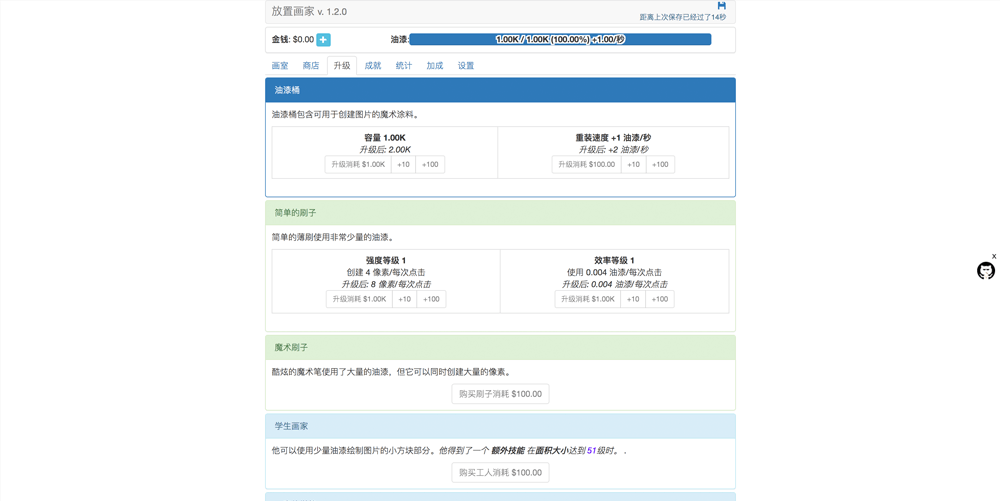 放置画家 v. 1.2.0
距离上次保存已经过了14秒
金钱: $0.00 +
油漆: 1.00K / 1.00K (100.00%) +1.00/秒
画室 商店 升级 成就 统计 加成 设置
油漆桶
油漆桶包含可用于创建图片的魔术涂料。
容量 1.00K
升级后: 2.00K
升级消耗 $1.00K +10 +100
重装速度 +1 油漆/秒
升级后: +2 油漆/秒
升级消耗 $100.00 +10 +100
简单的刷子
简单的薄刷使用非常少量的油漆。
强度等级 1
创建 4 像素/每次点击
升级后: 8 像素/每次点击
升级消耗 $1.00K +10 +100
效率等级 1
使用 0.004 油漆/每次点击
升级后: 0.004 油漆/每次点击
升级消耗 $1.00K +10 +100
x
魔术刷子
酷炫的魔术笔使用了大量的油漆，但它可以同时创建大量的像素。
购买刷子消耗 $100.00
学生画家
他可以使用少量油漆绘制图片的小方块部分。他得到了一个 额外技能 在面积大小达到 51级时。 .
购买工人消耗 $100.00